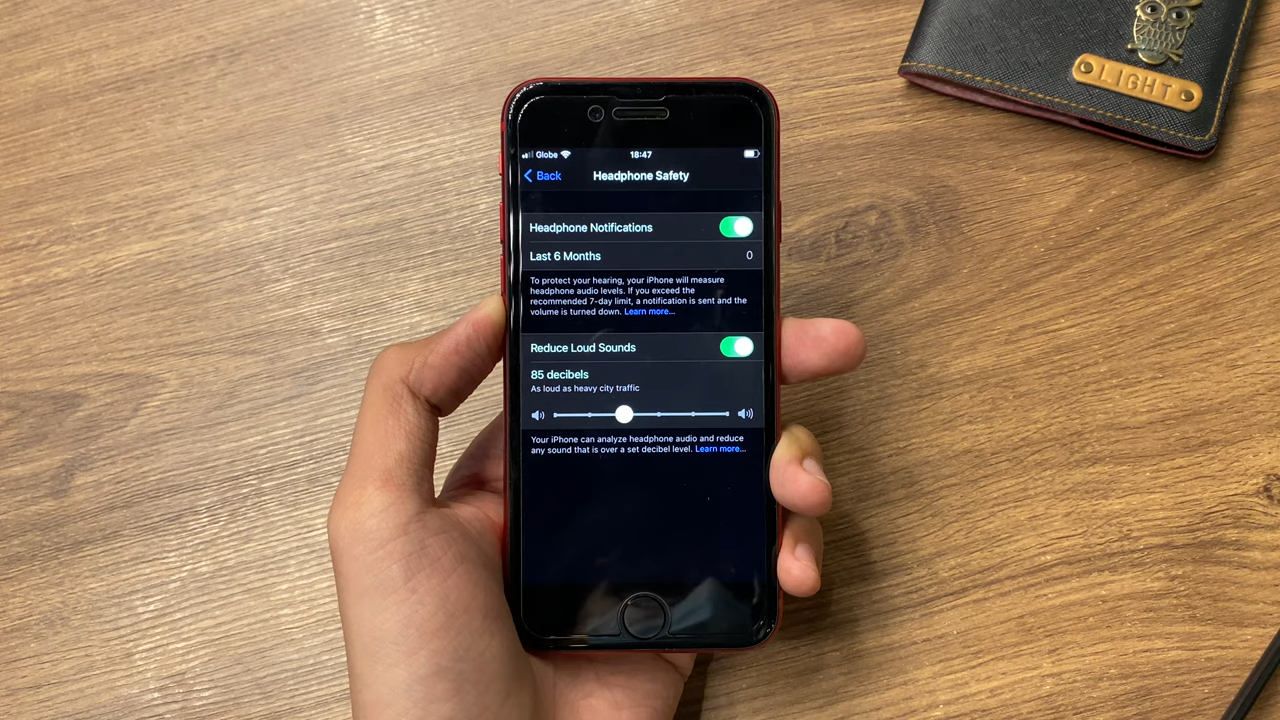 LIGHT
Globe 18:47
Back Headphone Safety
Headphone Notifications
Last 6 Months 0
To protect your hearing, your iPhone will measure
headphone audio levels. If you exceed the
recommended 7-day limit, a notification is sent and the
volume is turned down. Learn more...
Reduce Loud Sounds
85 decibels
As loud as heavy city traffic
Your iPhone can analyze headphone audio and reduce
any sound that is over a set decibel level. Learn more...